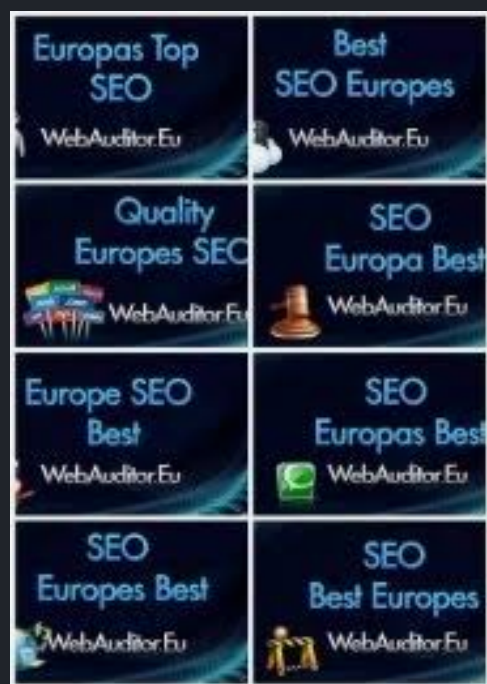 Europas Top
SEO
WebAuditor.Eu
Best
SEO Europes
WebAuditor.Eu
Quality
Europes SEO
WebAuditor.Eu
SEO
Europa Best
WebAuditor.Eu
Europe SEO
Best
WebAuditor.Eu
SEO
Europas Best
WebAuditor.Eu
SEO
Europes Best
WebAuditor.Eu
SEO
Best Europes
WebAuditor.Eu